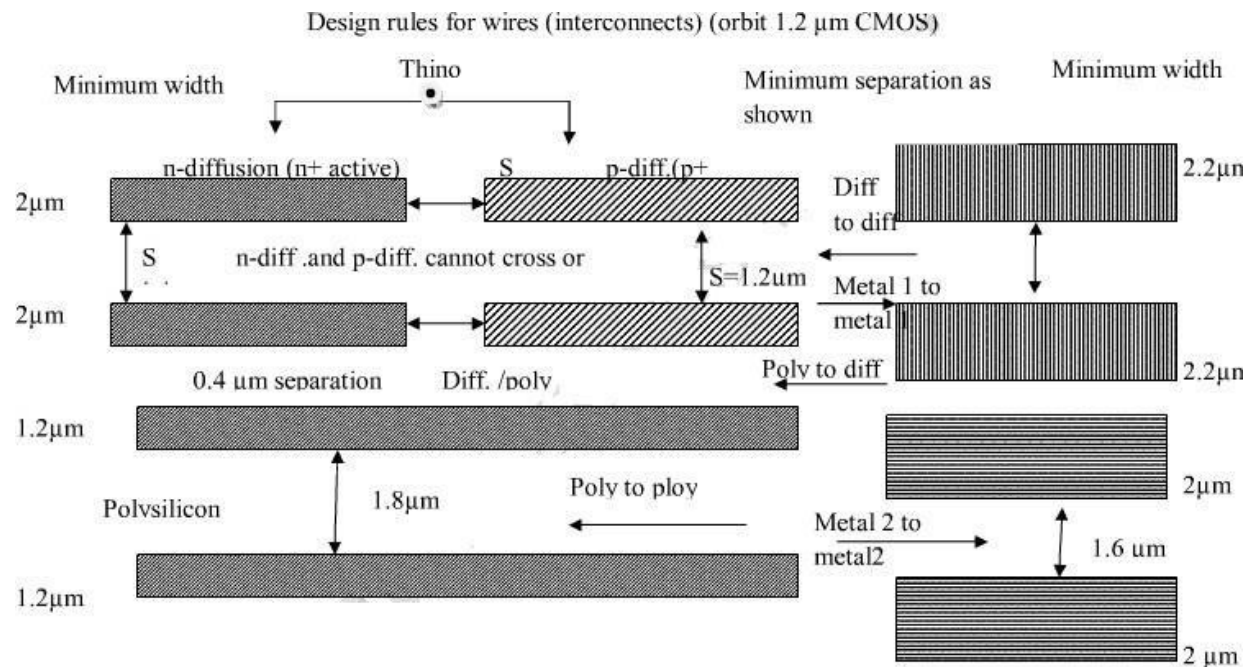 Design rules for wires (interconnects) (orbit 1.2 µm CMOS)
Minimum width
Thino
Minimum separation as
shown
Minimum width
n-diffusion (n+ active)
S
p-diff.(p+
2µm
2.2µn
Diff
to diff
S
n-diff .and p-diff. cannot cross or
S=1.2um
2µm
Metal 1 to
metal 1
0.4 µm separation
Diff. /poly
Poly to diff
2.2µn
1.2µm
Polysilicon
1.8µm
Poly to ploy
2µm
Metal 2 to
metal2
1.6 um
1.2µm
2 µm